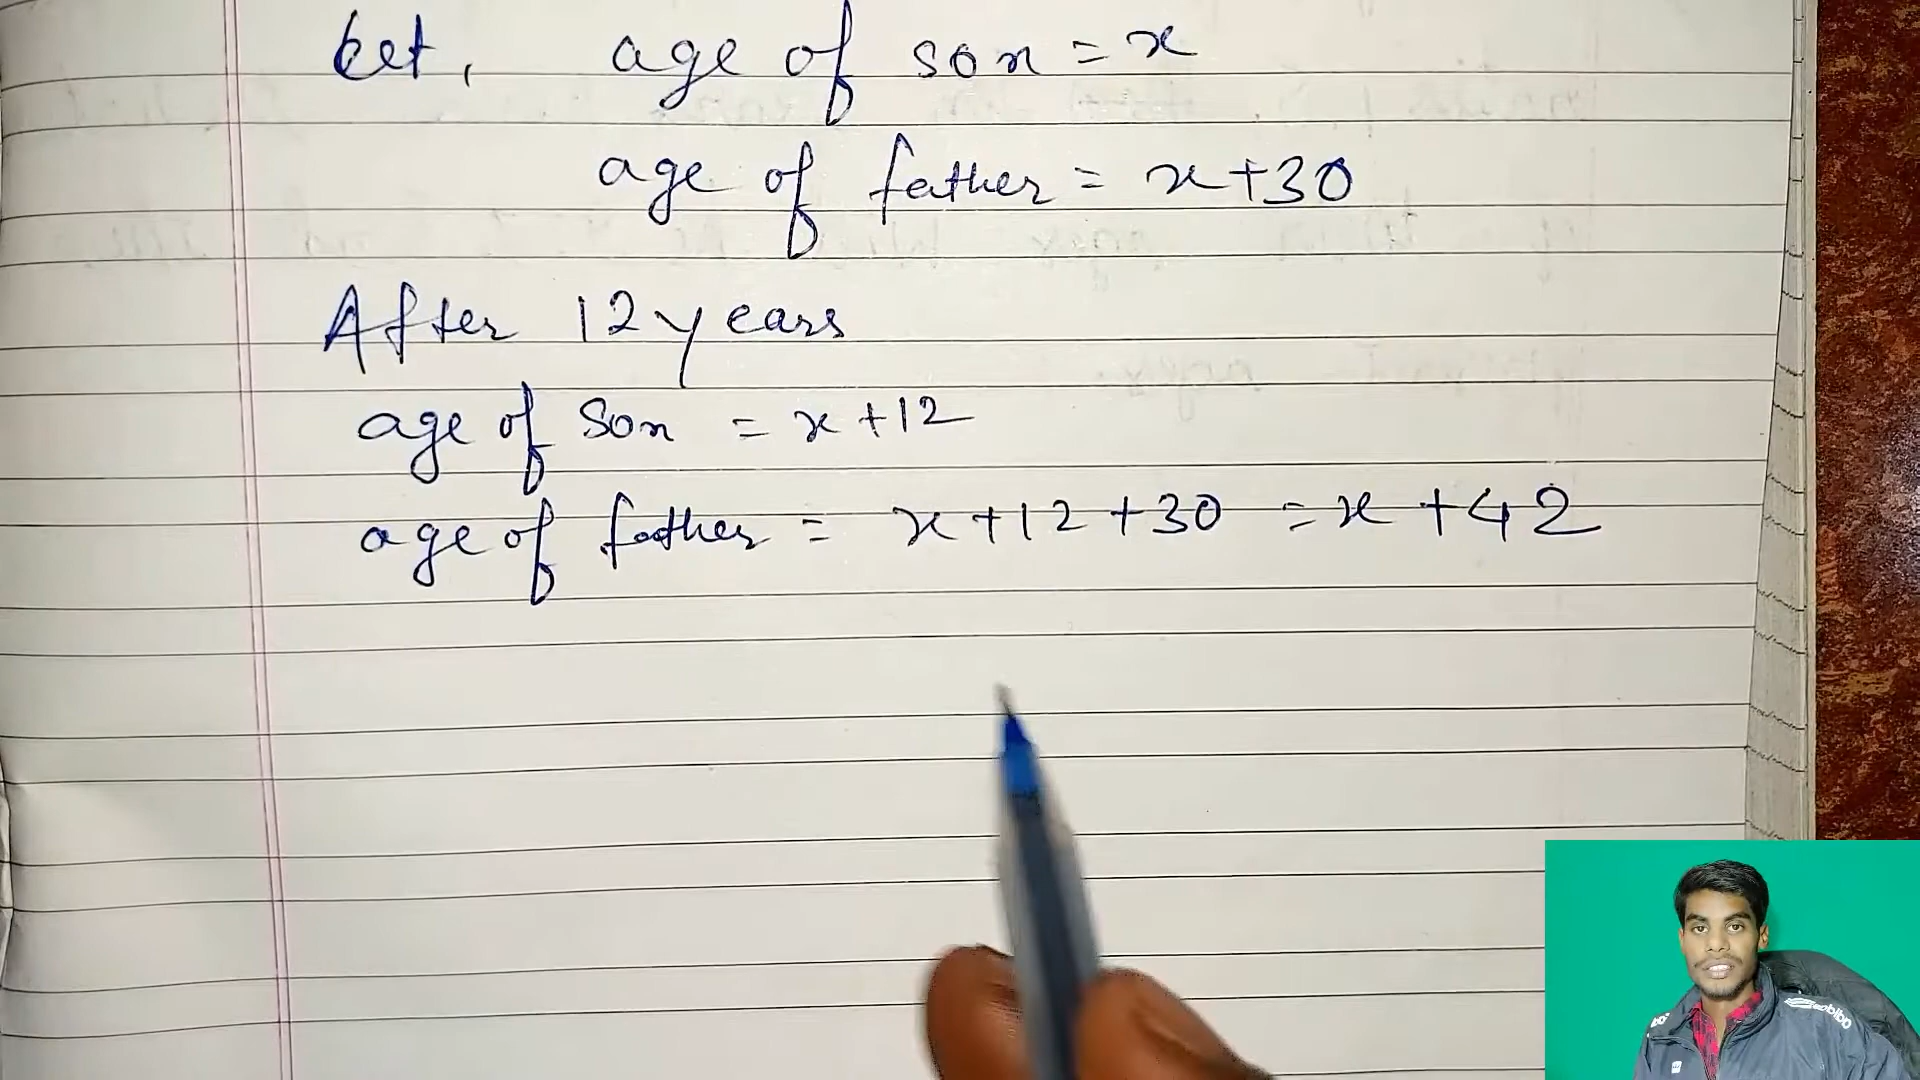 Let, age of son = x
age of father = x+30
After 12 years
age of son = x+12
age of father = x+12+30 = x+42